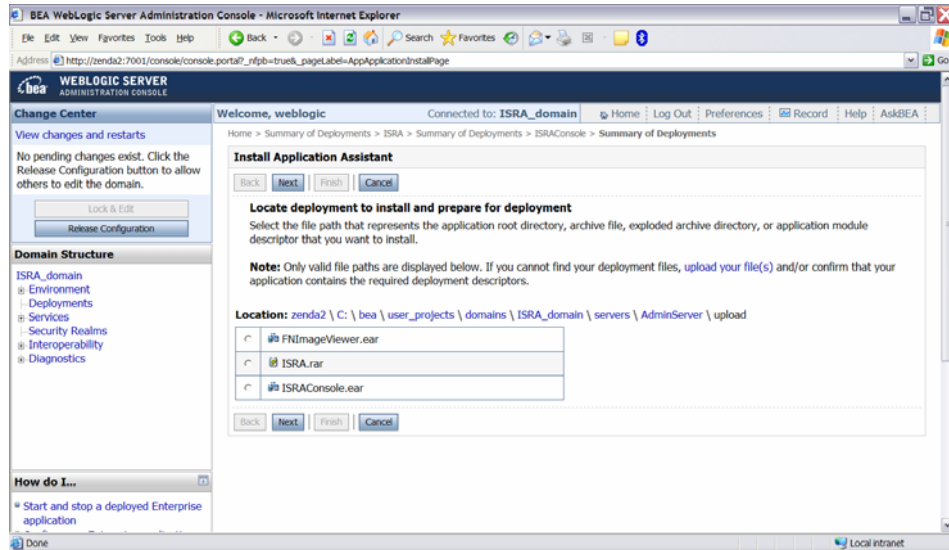 BEA WebLogic Server Administration Console - Microsoft Internet Explorer
File Edit View Favorites Tools Help
Back Search Favorites
Address http://zenda2:7001/console/console.portal?_nfpb=true&_pageLabel=AppApplicationInstallPage Go
bea WEBLOGIC SERVER
ADMINISTRATION CONSOLE
Change Center
View changes and restarts
No pending changes exist. Click the
Release Configuration button to allow
others to edit the domain.
Lock & Edit
Release Configuration
Domain Structure
ISRA_domain
Environment
Deployments
Services
Security Realms
Interoperability
Diagnostics
How do I...
Start and stop a deployed Enterprise
application
Welcome, weblogic Connected to: ISRA_domain Home Log Out Preferences Record Help AskBEA
Home > Summary of Deployments > ISRA > Summary of Deployments > ISRAConsole > Summary of Deployments
Install Application Assistant
Back Next Finish Cancel
Locate deployment to install and prepare for deployment
Select the file path that represents the application root directory, archive file, exploded archive directory, or application module
descriptor that you want to install.
Note: Only valid file paths are displayed below. If you cannot find your deployment files, upload your file(s) and/or confirm that your
application contains the required deployment descriptors.
Location: zenda2 \ C: \ bea \ user_projects \ domains \ ISRA_domain \ servers \ AdminServer \ upload
FNImageViewer.ear
ISRA.rar
ISRAConsole.ear
Back Next Finish Cancel
Done Local intranet